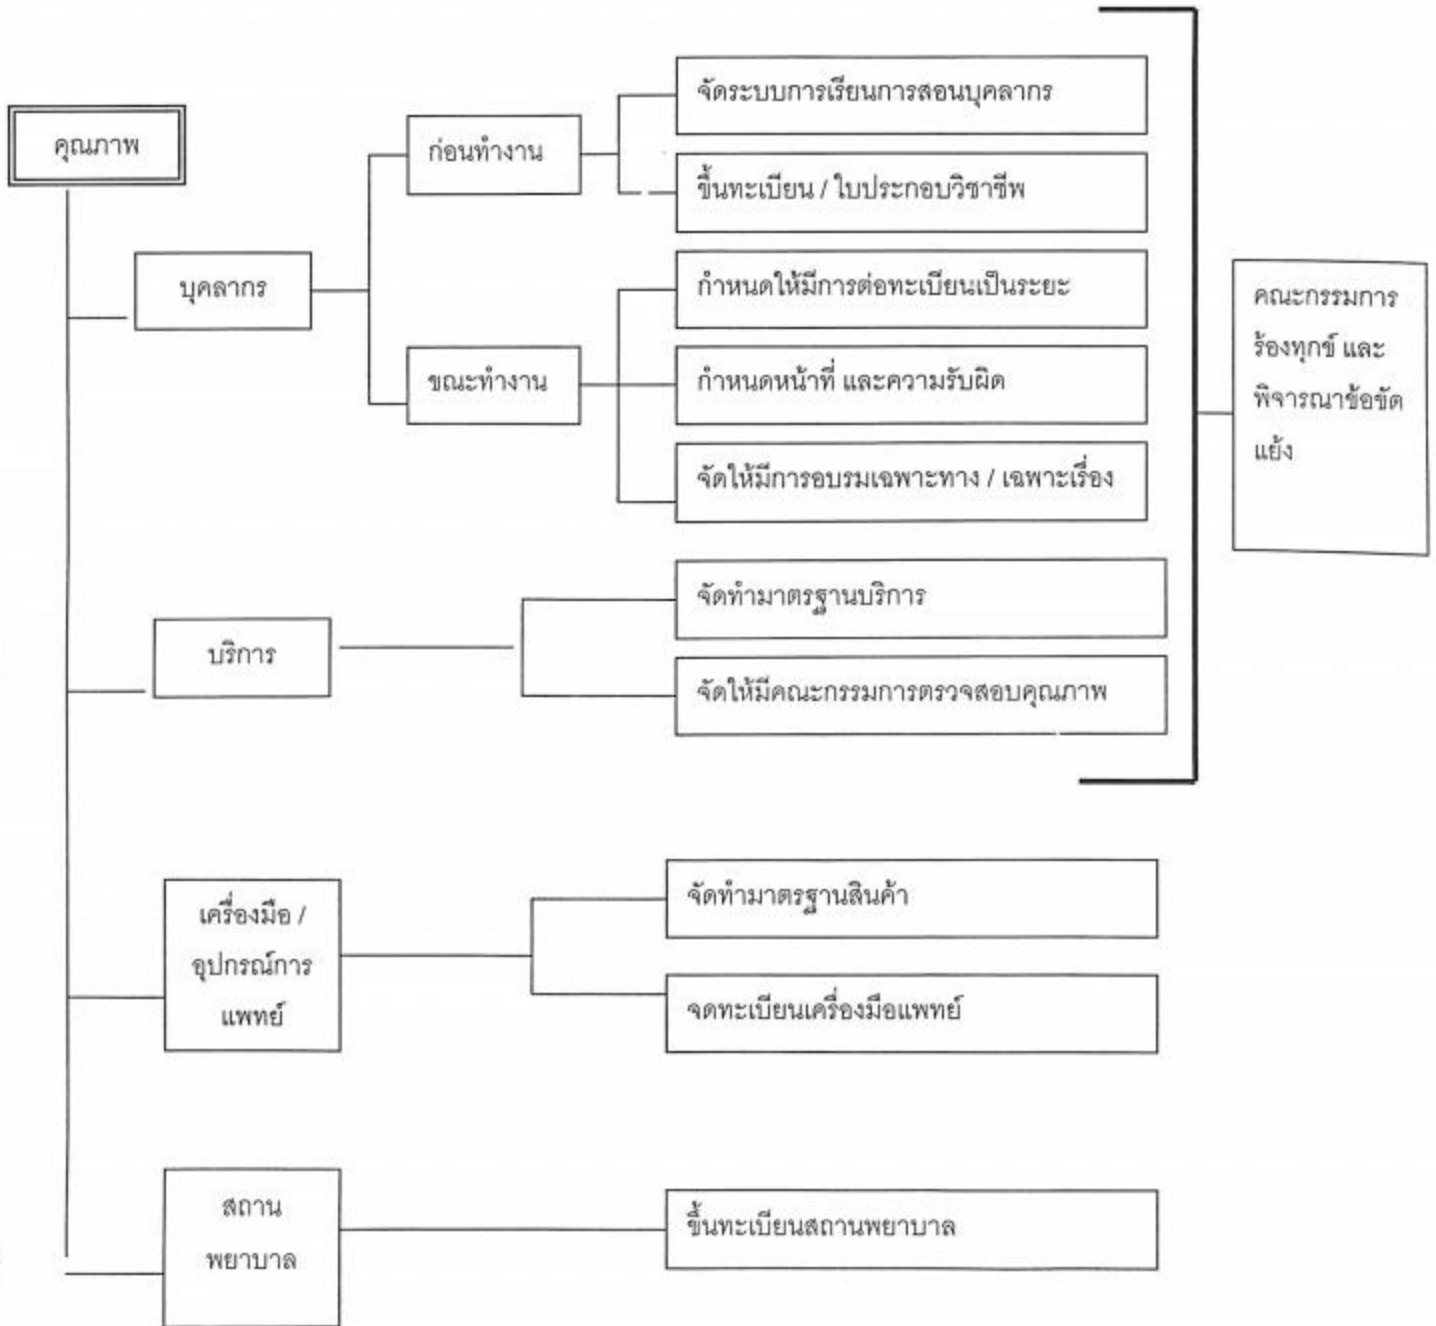 คุณภาพ
บุคลากร
ก่อนทำงาน
จัดระบบการเรียนการสอนบุคลากร
ขึ้นทะเบียน / ใบประกอบวิชาชีพ
ขณะทำงาน
กำหนดให้มีการต่อทะเบียนเป็นระยะ
กำหนดหน้าที่ และความรับผิด
จัดให้มีการอบรมเฉพาะทาง / เฉพาะเรื่อง
บริการ
จัดทำมาตรฐานบริการ
จัดให้มีคณะกรรมการตรวจสอบคุณภาพ
คณะกรรมการ
ร้องทุกข์ และ
พิจารณาข้อขัด
แย้ง
เครื่องมือ /
อุปกรณ์การ
แพทย์
จัดทำมาตรฐานสินค้า
จดทะเบียนเครื่องมือแพทย์
สถาน
พยาบาล
ขึ้นทะเบียนสถานพยาบาล